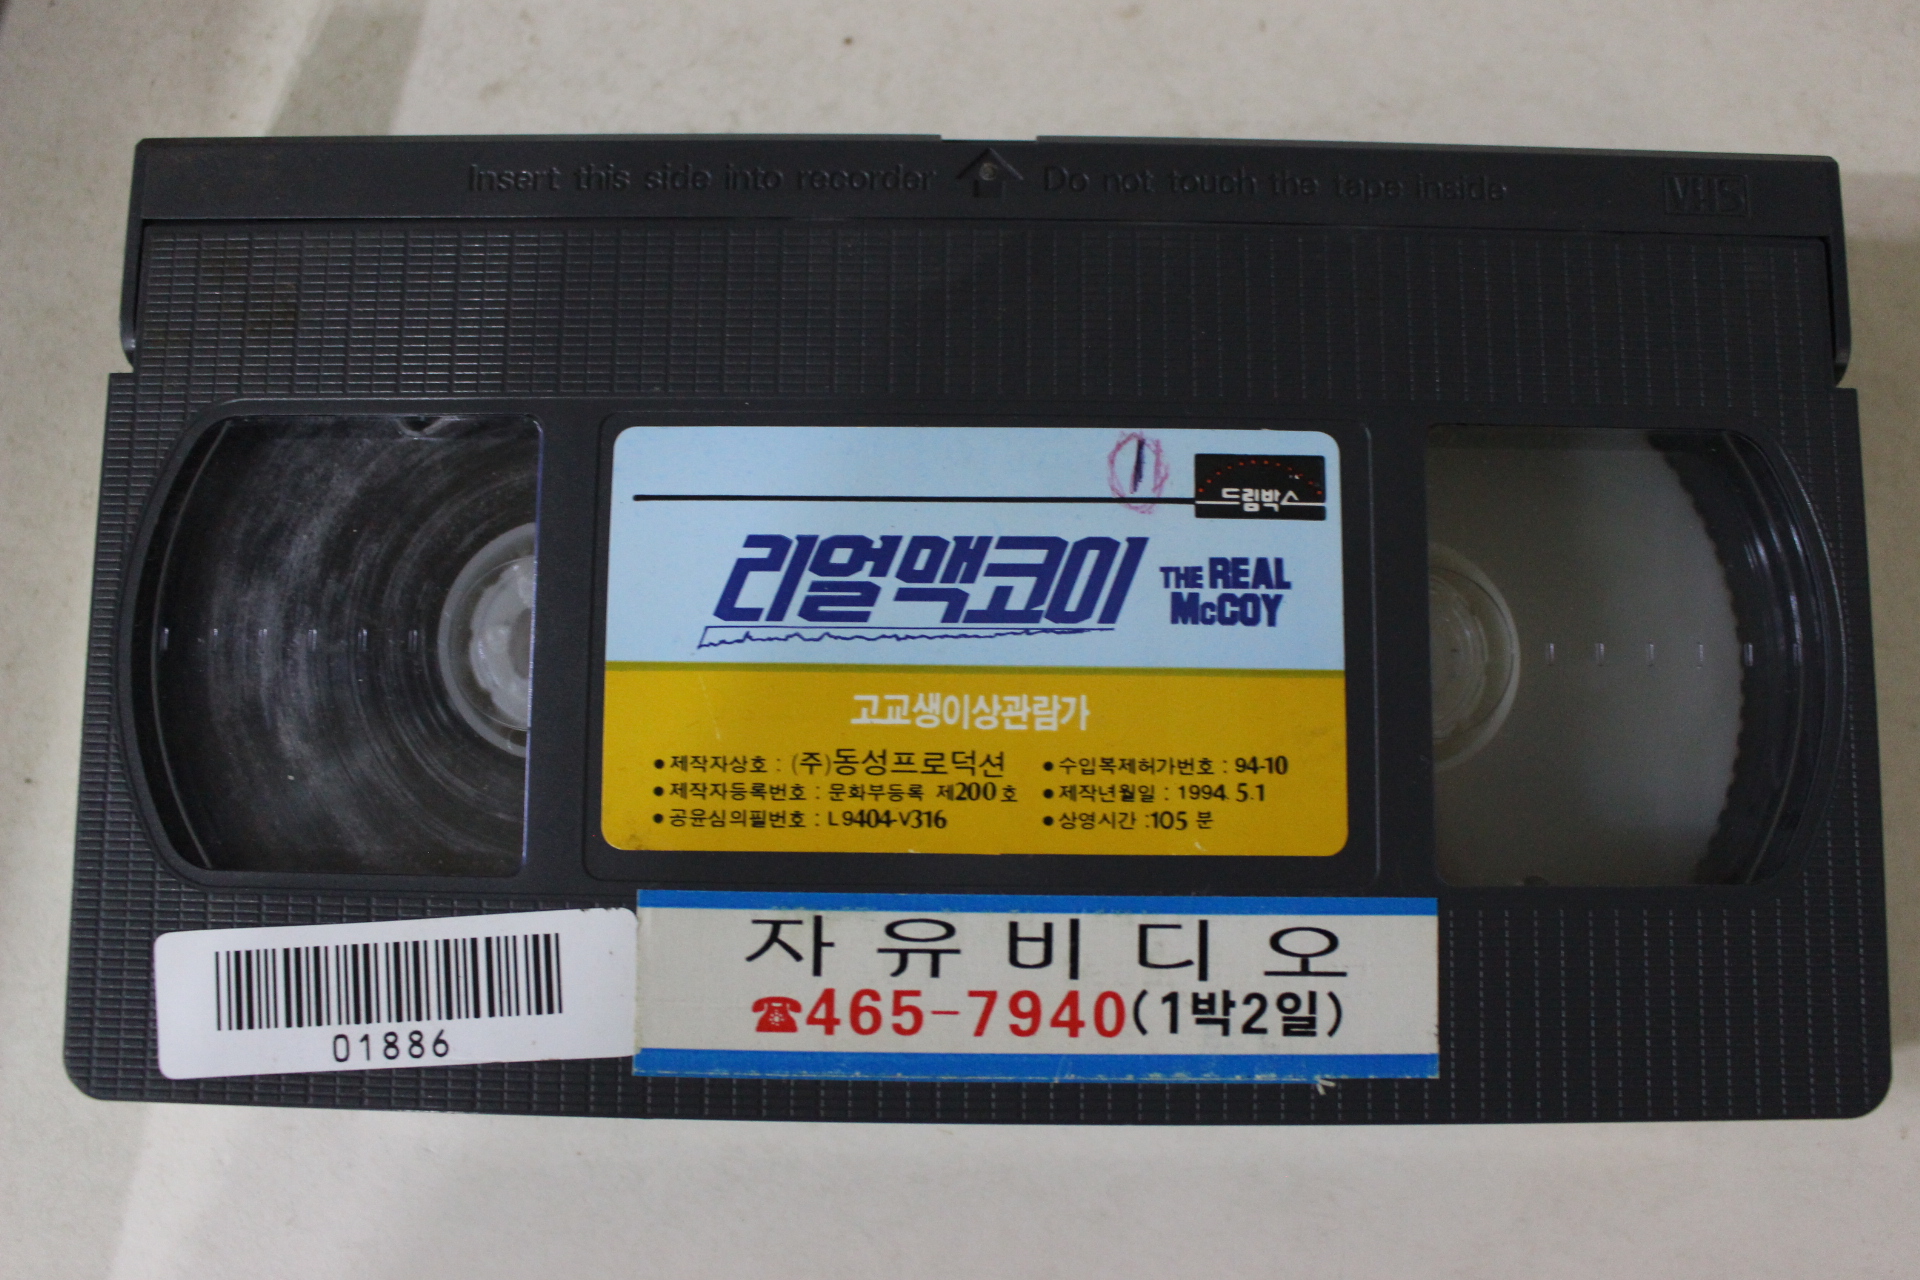 Insert this side into recorder Do not touch the tape inside VHS
1
드림박스
리얼맥코이 THE REAL
McCOY
고교생이상관람가
● 제작자상호 : (주)동성프로덕션 ● 수입복제허가번호 : 94-10
● 제작자등록번호 : 문화부등록 제200호 ● 제작년월일 : 1994. 5. 1
● 공윤심의필번호 : L9404-V316 ● 상영시간 :105 분
자유비디오
☎465-7940(1박2일)
01886